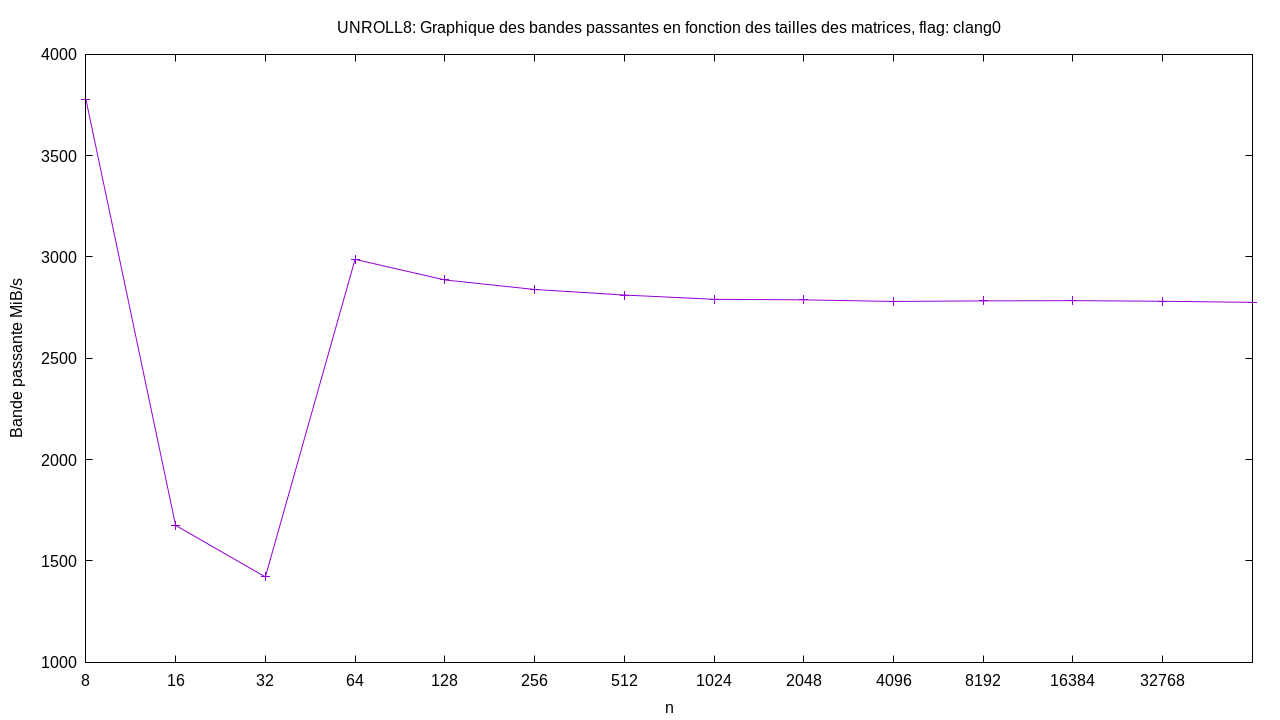 UNROLL8: Graphique des bandes passantes en fonction des tailles des matrices, flag: clang0
4000
3500
3000
2500
2000
1500
1000
Bande passante MiB/s
8 16 32 64 128 256 512 1024 2048 4096 8192 16384 32768
n